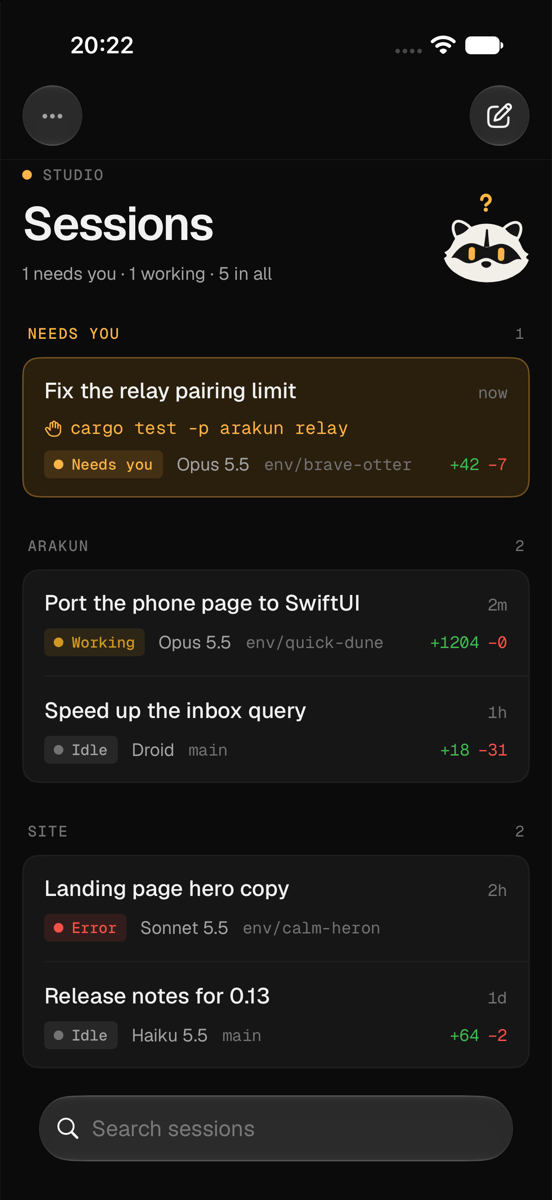 20:22
STUDIO
?
Sessions
1 needs you · 1 working · 5 in all
NEEDS YOU 1
Fix the relay pairing limit now
cargo test -p arakun relay
Needs you Opus 5.5 env/brave-otter +42 −7
ARAKUN 2
Port the phone page to SwiftUI 2m
Working Opus 5.5 env/quick-dune +1204 −0
Speed up the inbox query 1h
Idle Droid main +18 −31
SITE 2
Landing page hero copy 2h
Error Sonnet 5.5 env/calm-heron
Release notes for 0.13 1d
Idle Haiku 5.5 main +64 −2
Search sessions